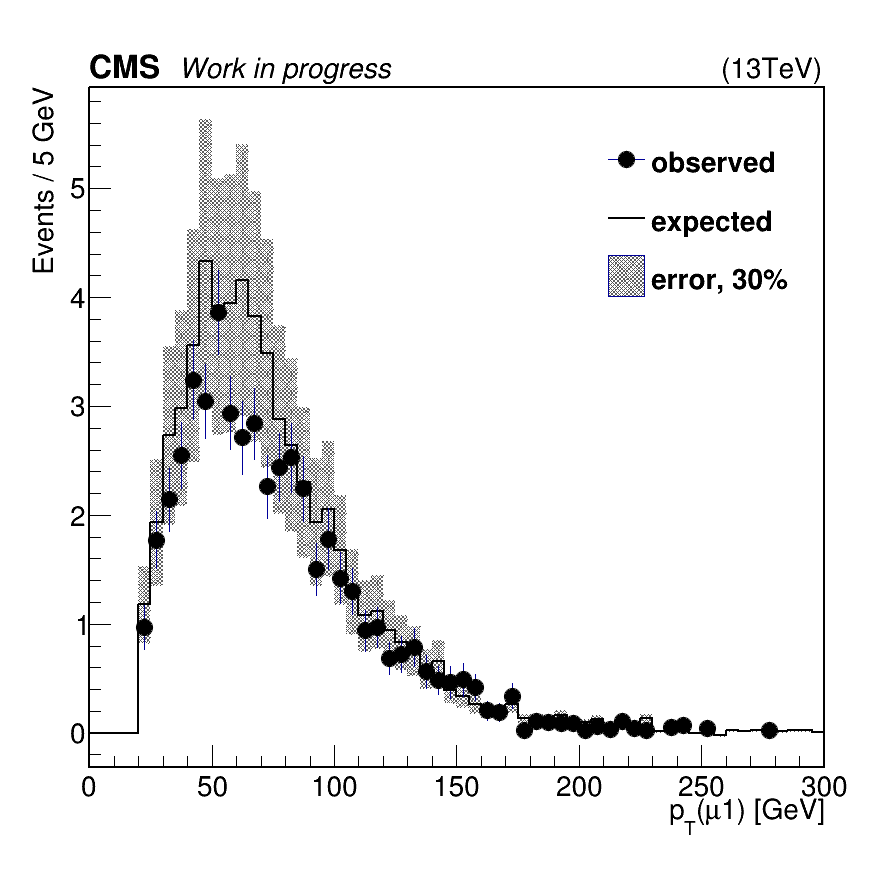 CMS Work in progress (13TeV)
Events / 5 GeV
observed
expected
error, 30%
5
4
3
2
1
0
0 50 100 150 200 250 300
p_T(μ1) [GeV]